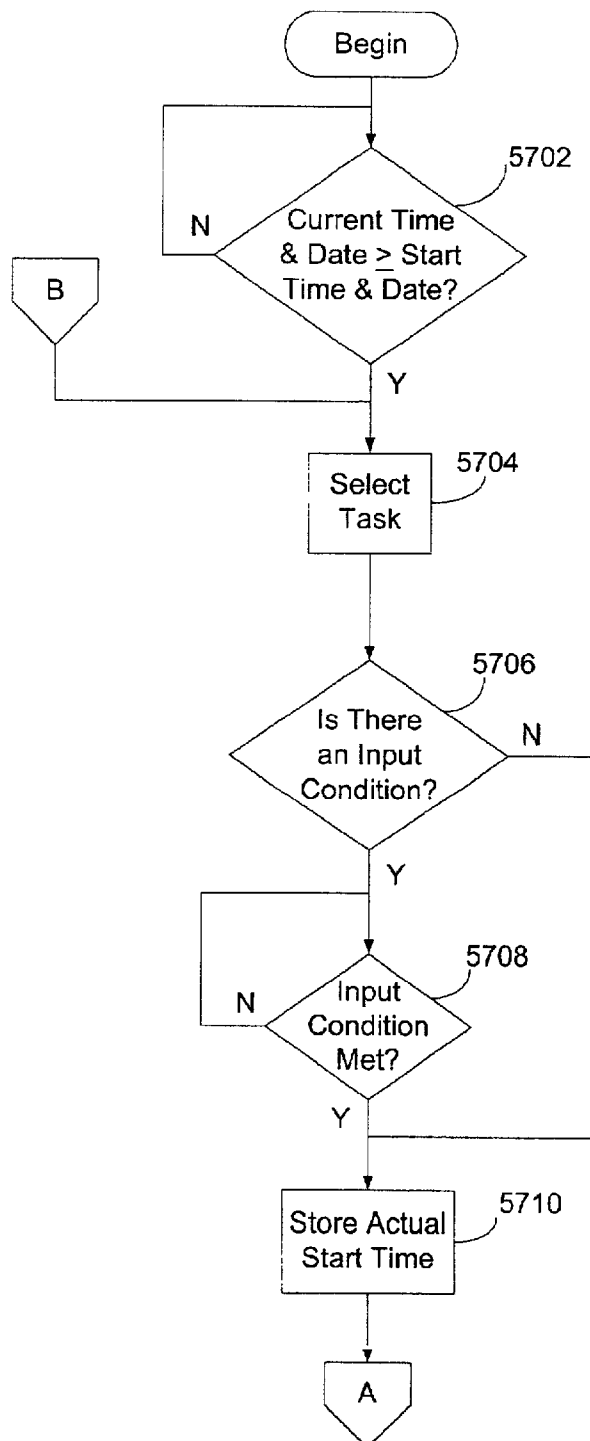 Begin
5702
Current Time
& Date ≥ Start
Time & Date?
N
B
Y
5704
Select
Task
5706
Is There
an Input
Condition?
N
Y
5708
Input
Condition
Met?
N
Y
5710
Store Actual
Start Time
A